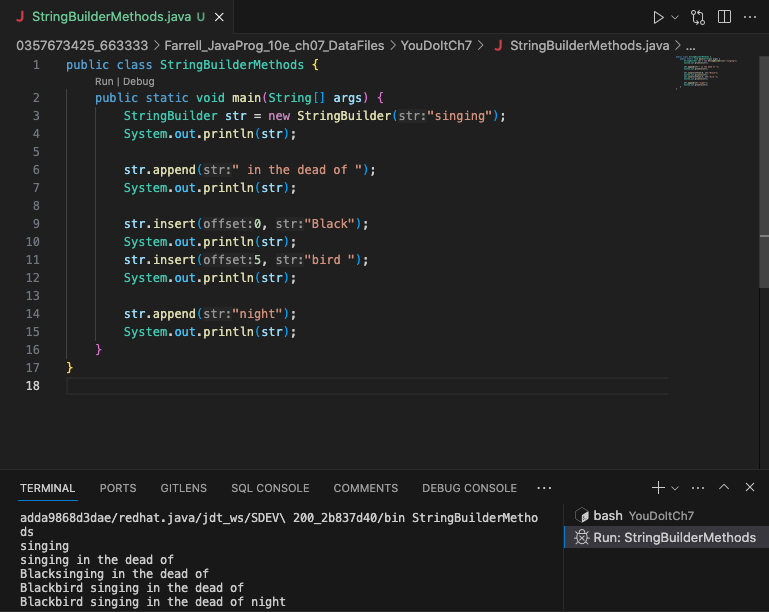 J StringBuilderMethods.java U ×
0357673425_663333 > Farrell_JavaProg_10e_ch07_DataFiles > YouDoItCh7 > J StringBuilderMethods.java > ...
1 public class StringBuilderMethods {
Run | Debug
2 public static void main(String[] args) {
3 StringBuilder str = new StringBuilder(str:"singing");
4 System.out.println(str);
5
6 str.append(str:" in the dead of ");
7 System.out.println(str);
8
9 str.insert(offset:0, str:"Black");
10 System.out.println(str);
11 str.insert(offset:5, str:"bird ");
12 System.out.println(str);
13
14 str.append(str:"night");
15 System.out.println(str);
16 }
17 }
18
TERMINAL PORTS GITLENS SQL CONSOLE COMMENTS DEBUG CONSOLE ...
adda9868d3dae/redhat.java/jdt_ws/SDEV\ 200_2b837d40/bin StringBuilderMetho
ds
singing
singing in the dead of
Blacksinging in the dead of
Blackbird singing in the dead of
Blackbird singing in the dead of night
bash YouDoItCh7
Run: StringBuilderMethods